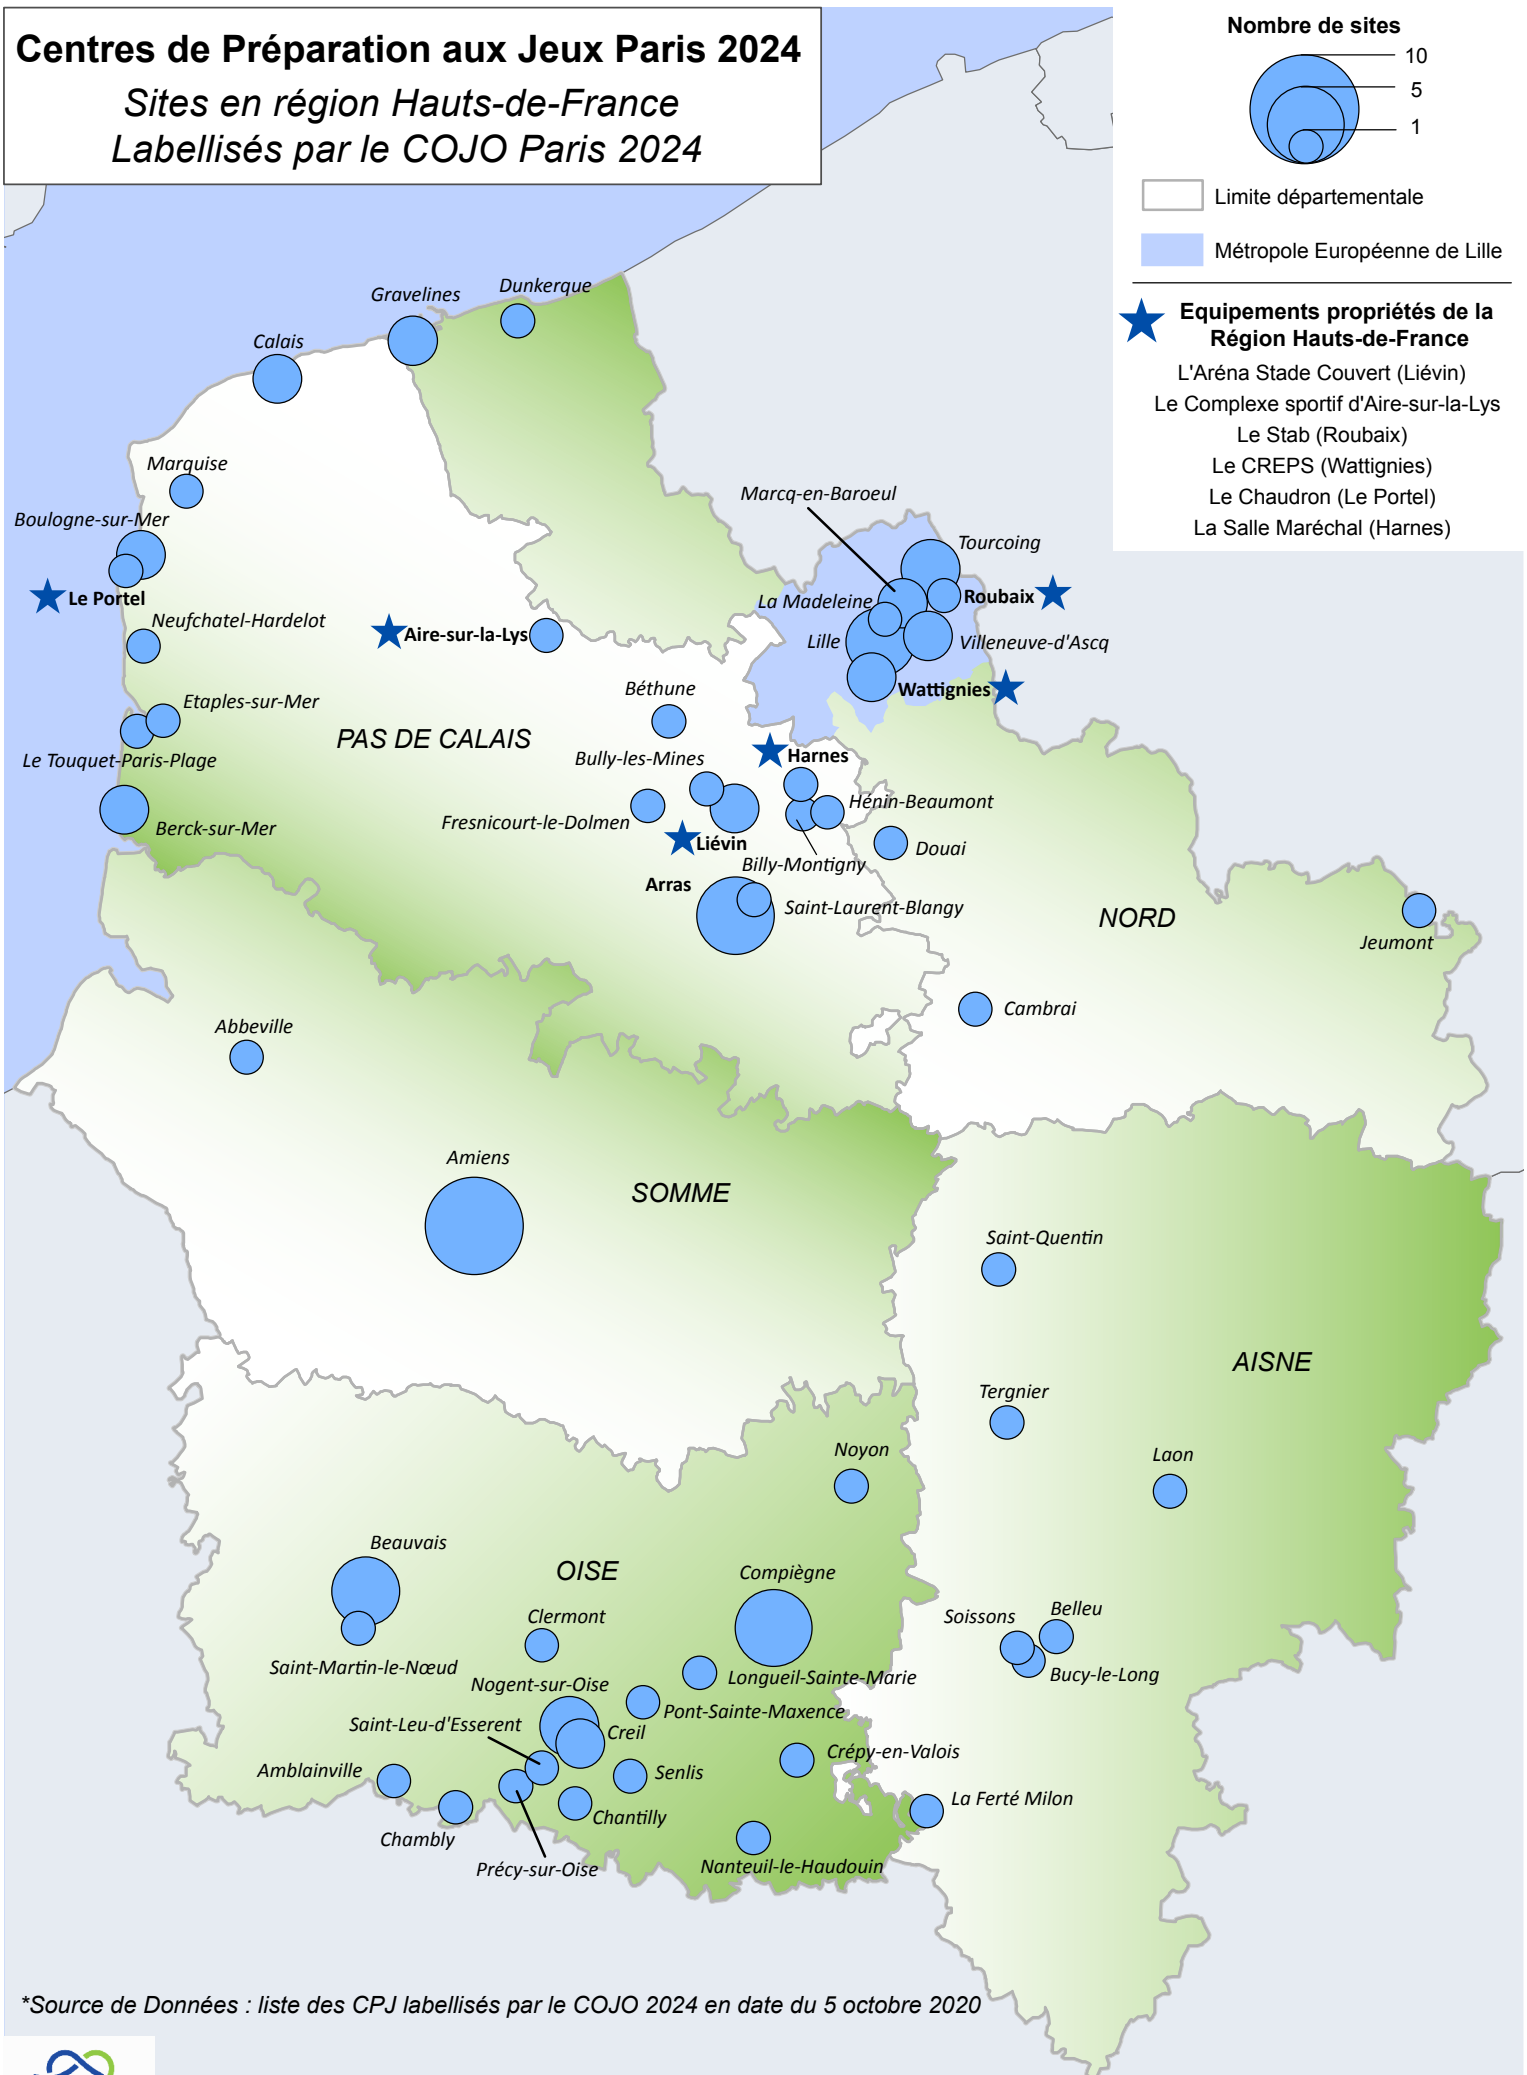 Centres de Préparation aux Jeux Paris 2024
Sites en région Hauts-de-France
Labellisés par le COJO Paris 2024
Nombre de sites
10
5
1
Limite départementale
Métropole Européenne de Lille
Equipements propriétés de la
Région Hauts-de-France
L'Aréna Stade Couvert (Liévin)
Le Complexe sportif d'Aire-sur-la-Lys
Le Stab (Roubaix)
Le CREPS (Wattignies)
Le Chaudron (Le Portel)
La Salle Maréchal (Harnes)
Dunkerque
Gravelines
Calais
Marquise
Boulogne-sur-Mer
Le Portel
Neufchatel-Hardelot
Aire-sur-la-Lys
Marcq-en-Baroeul
Tourcoing
La Madeleine
Roubaix
Lille
Villeneuve-d'Ascq
Wattignies
Etaples-sur-Mer
Le Touquet-Paris-Plage
PAS DE CALAIS
Béthune
Bully-les-Mines
Harnes
Berck-sur-Mer
Fresnicourt-le-Dolmen
Hénin-Beaumont
Liévin
Billy-Montigny
Douai
Arras
Saint-Laurent-Blangy
NORD
Jeumont
Cambrai
Abbeville
Amiens
SOMME
Saint-Quentin
AISNE
Tergnier
Laon
Noyon
Beauvais
OISE
Compiègne
Clermont
Soissons
Belleu
Saint-Martin-le-Nœud
Bucy-le-Long
Nogent-sur-Oise
Longueil-Sainte-Marie
Saint-Leu-d'Esserent
Pont-Sainte-Maxence
Creil
Amblainville
Senlis
Crépy-en-Valois
La Ferté Milon
Chantilly
Chambly
Précy-sur-Oise
Nanteuil-le-Haudouin
*Source de Données : liste des CPJ labellisés par le COJO 2024 en date du 5 octobre 2020